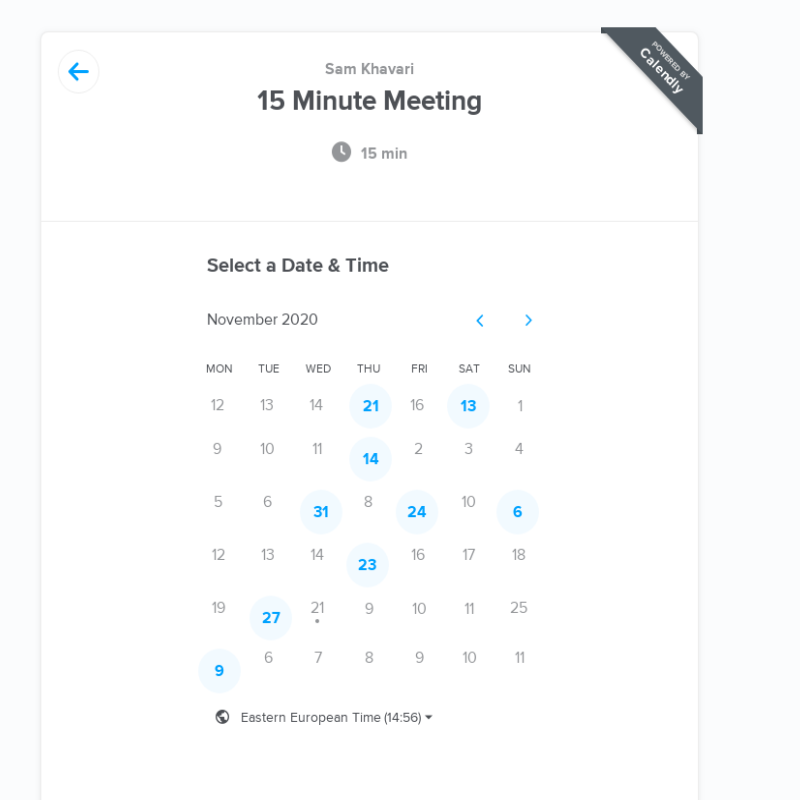 POWERED BY
Calendly
Sam Khavari
15 Minute Meeting
15 min
Select a Date & Time
November 2020
MON TUE WED THU FRI SAT SUN
12 13 14 21 16 13 1
9 10 11 14 2 3 4
5 6 31 8 24 10 6
12 13 14 23 16 17 18
19 27 21 9 10 11 25
9 6 7 8 9 10 11
Eastern European Time (14:56)